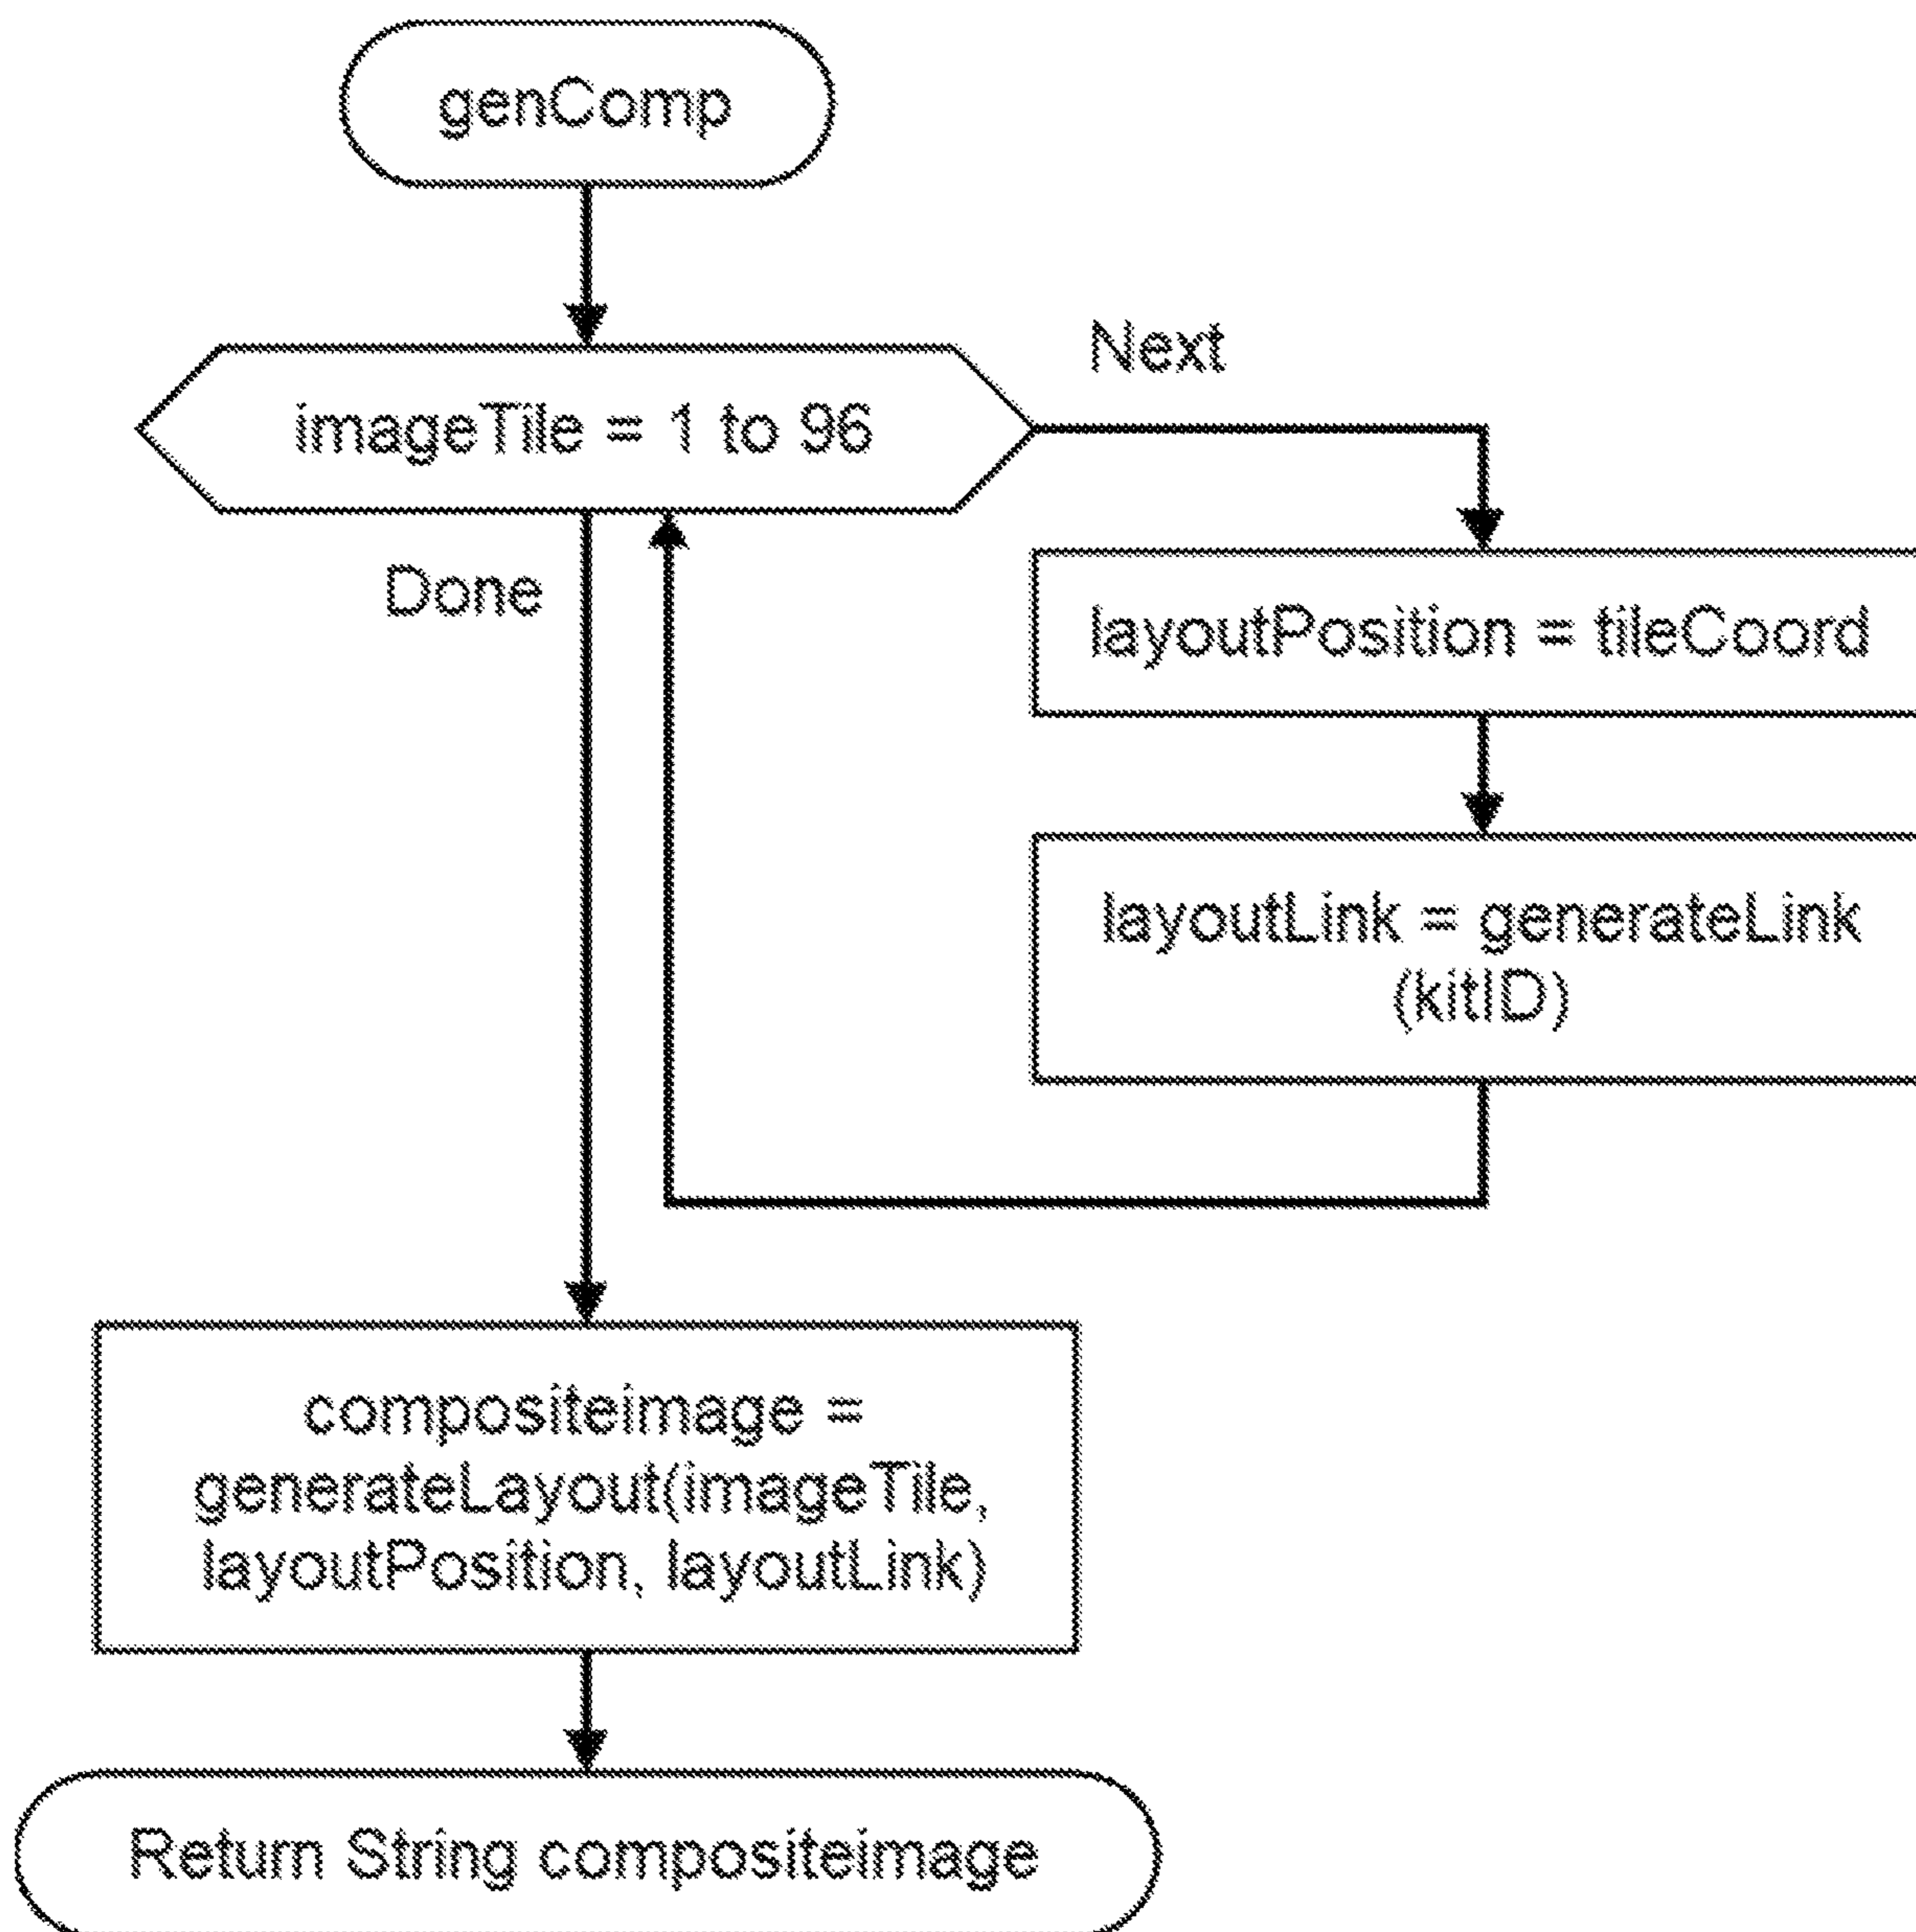 genComp
imageTile = 1 to 96
Next
Done
layoutPosition = tileCoord
layoutLink = generateLink
(kitID)
compositeimage =
generateLayout(imageTile,
layoutPosition, layoutLink)
Return String compositeimage